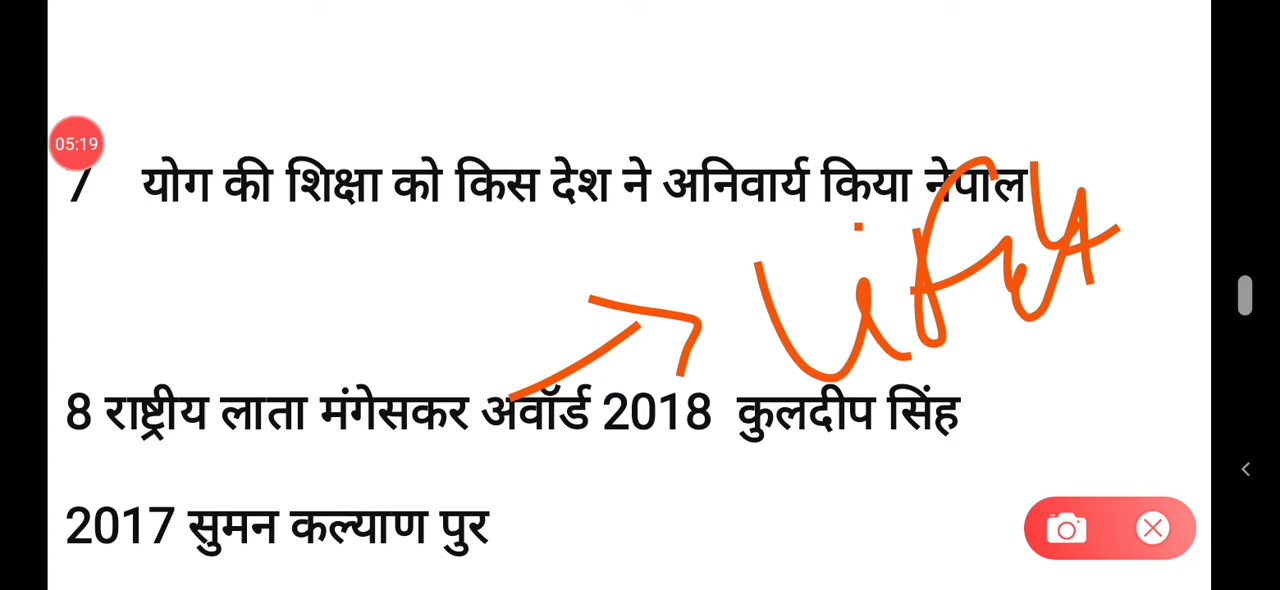 05:19
7 योग की शिक्षा को किस देश ने अनिवार्य किया नेपाल
8 राष्ट्रीय लाता मंगेसकर अवॉर्ड 2018 कुलदीप सिंह
2017 सुमन कल्याण पुर